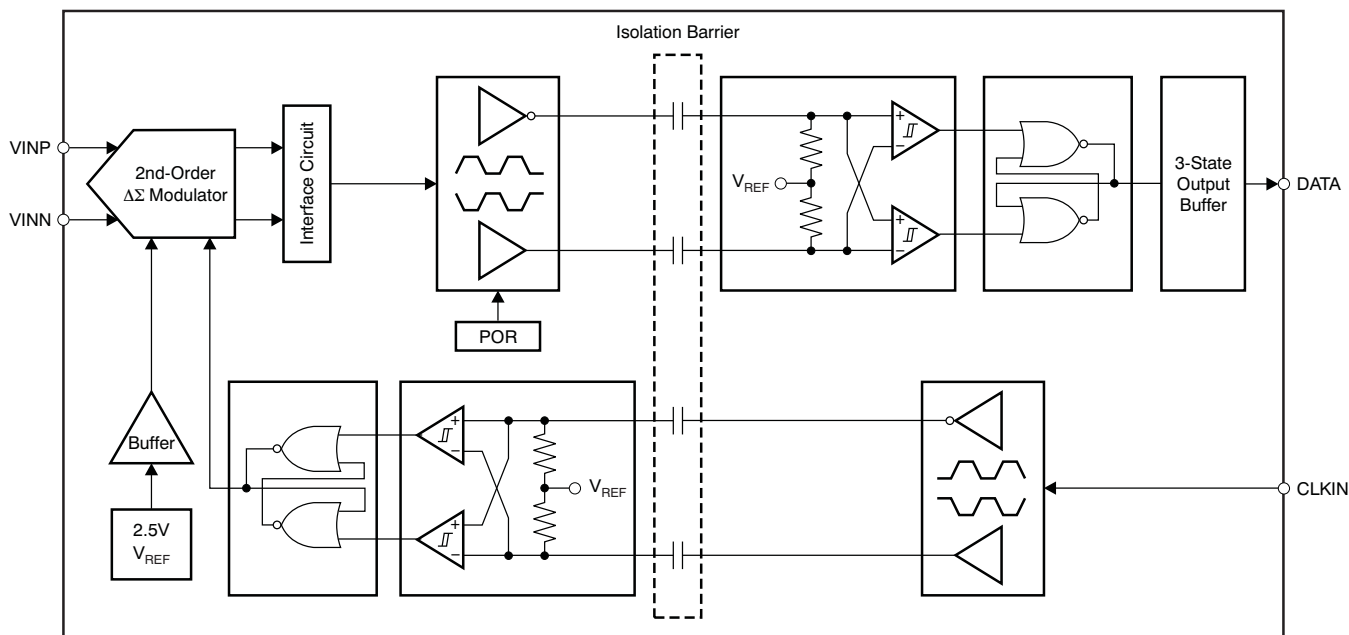 Isolation Barrier
VINP
VINN
2nd-Order
ΔΣ Modulator
Interface Circuit
POR
+
−
+
−
VREF
3-State
Output
Buffer
DATA
Buffer
2.5V
VREF
+
−
+
−
VREF
CLKIN